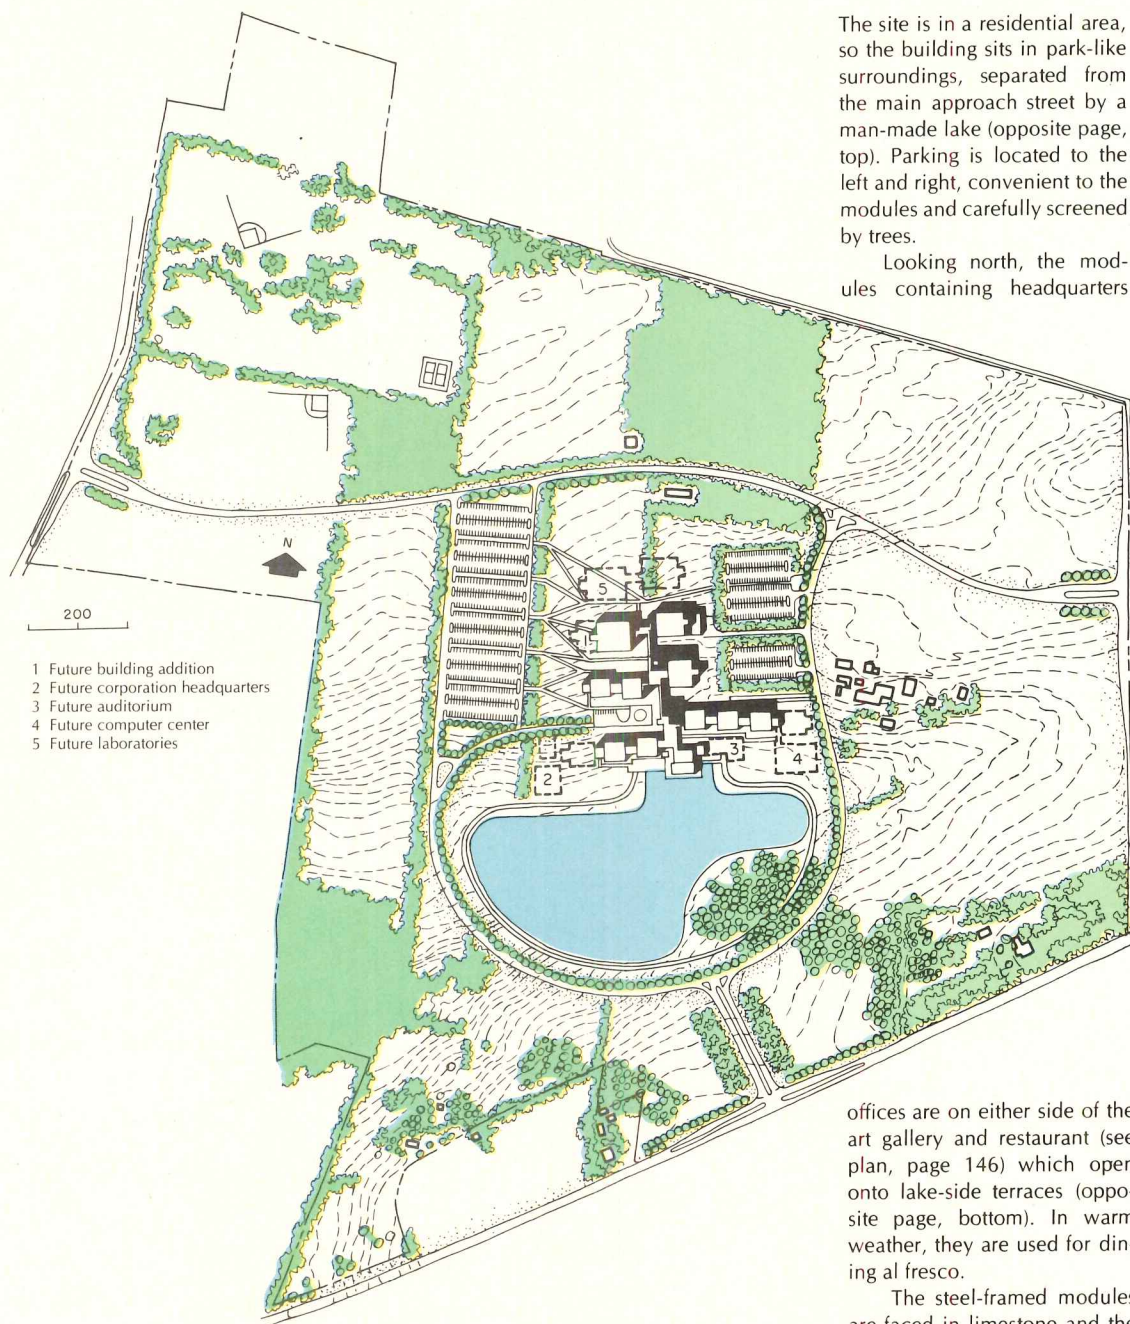 The site is in a residential area,
so the building sits in park-like
surroundings, separated from
the main approach street by a
man-made lake (opposite page,
top). Parking is located to the
left and right, convenient to the
modules and carefully screened
by trees.
Looking north, the mod-
ules containing headquarters
N
200
1 Future building addition
2 Future corporation headquarters
3 Future auditorium
4 Future computer center
5 Future laboratories
5
1
3
4
2
offices are on either side of the
art gallery and restaurant (see
plan, page 146) which open
onto lake-side terraces (oppo-
site page, bottom). In warm
weather, they are used for din-
ing al fresco.
The steel-framed modules
are faced in limestone and the